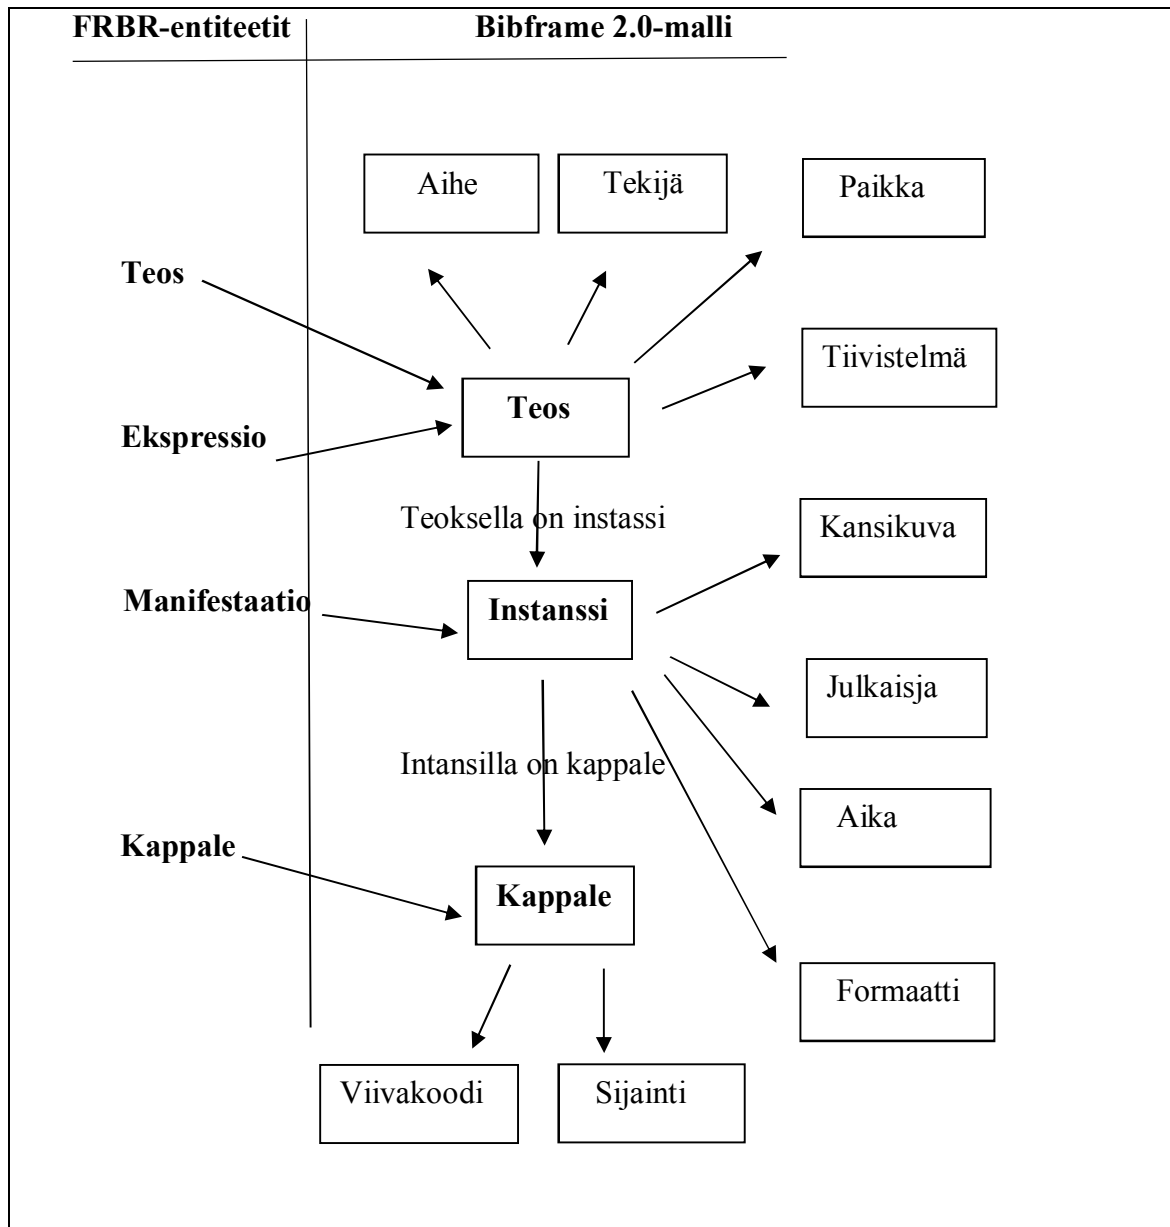 FRBR-entiteetit
Bibframe 2.0-malli
Aihe
Tekijä
Paikka
Teos
Tiivistelmä
Teos
Ekspressio
Teoksella on instassi
Kansikuva
Manifestaatio
Instanssi
Julkaisja
Intansilla on kappale
Aika
Kappale
Kappale
Formaatti
Viivakoodi
Sijainti